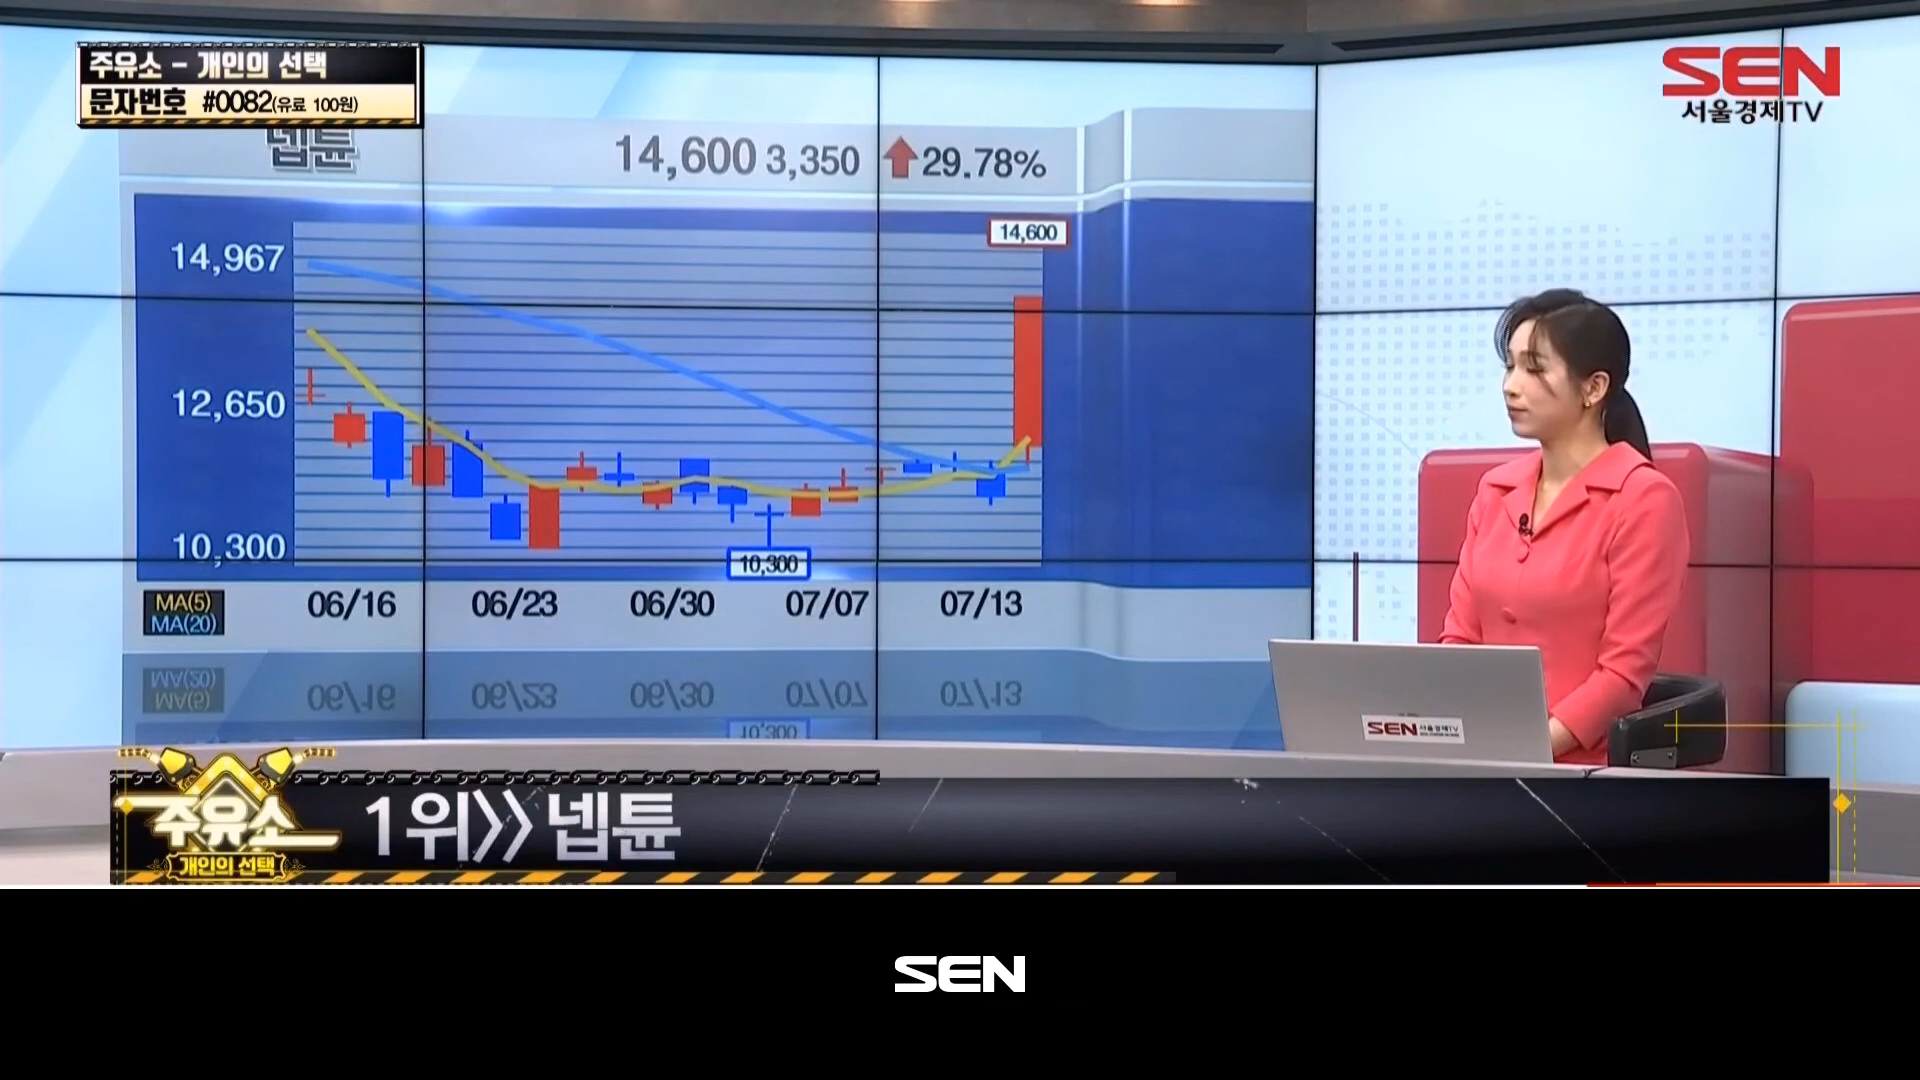 주유소 - 개인의 선택
문자번호 #0082(유료 100원)
SEN
서울경제TV
넵튠
14,600 3,350 29.78%
14,600
14,967
12,650
10,300
10,300
MA(5)
MA(20)
06/16 06/23 06/30 07/07 07/13
SEN 서울경제TV
주유소
개인의 선택
1위>>넵튠
SEN